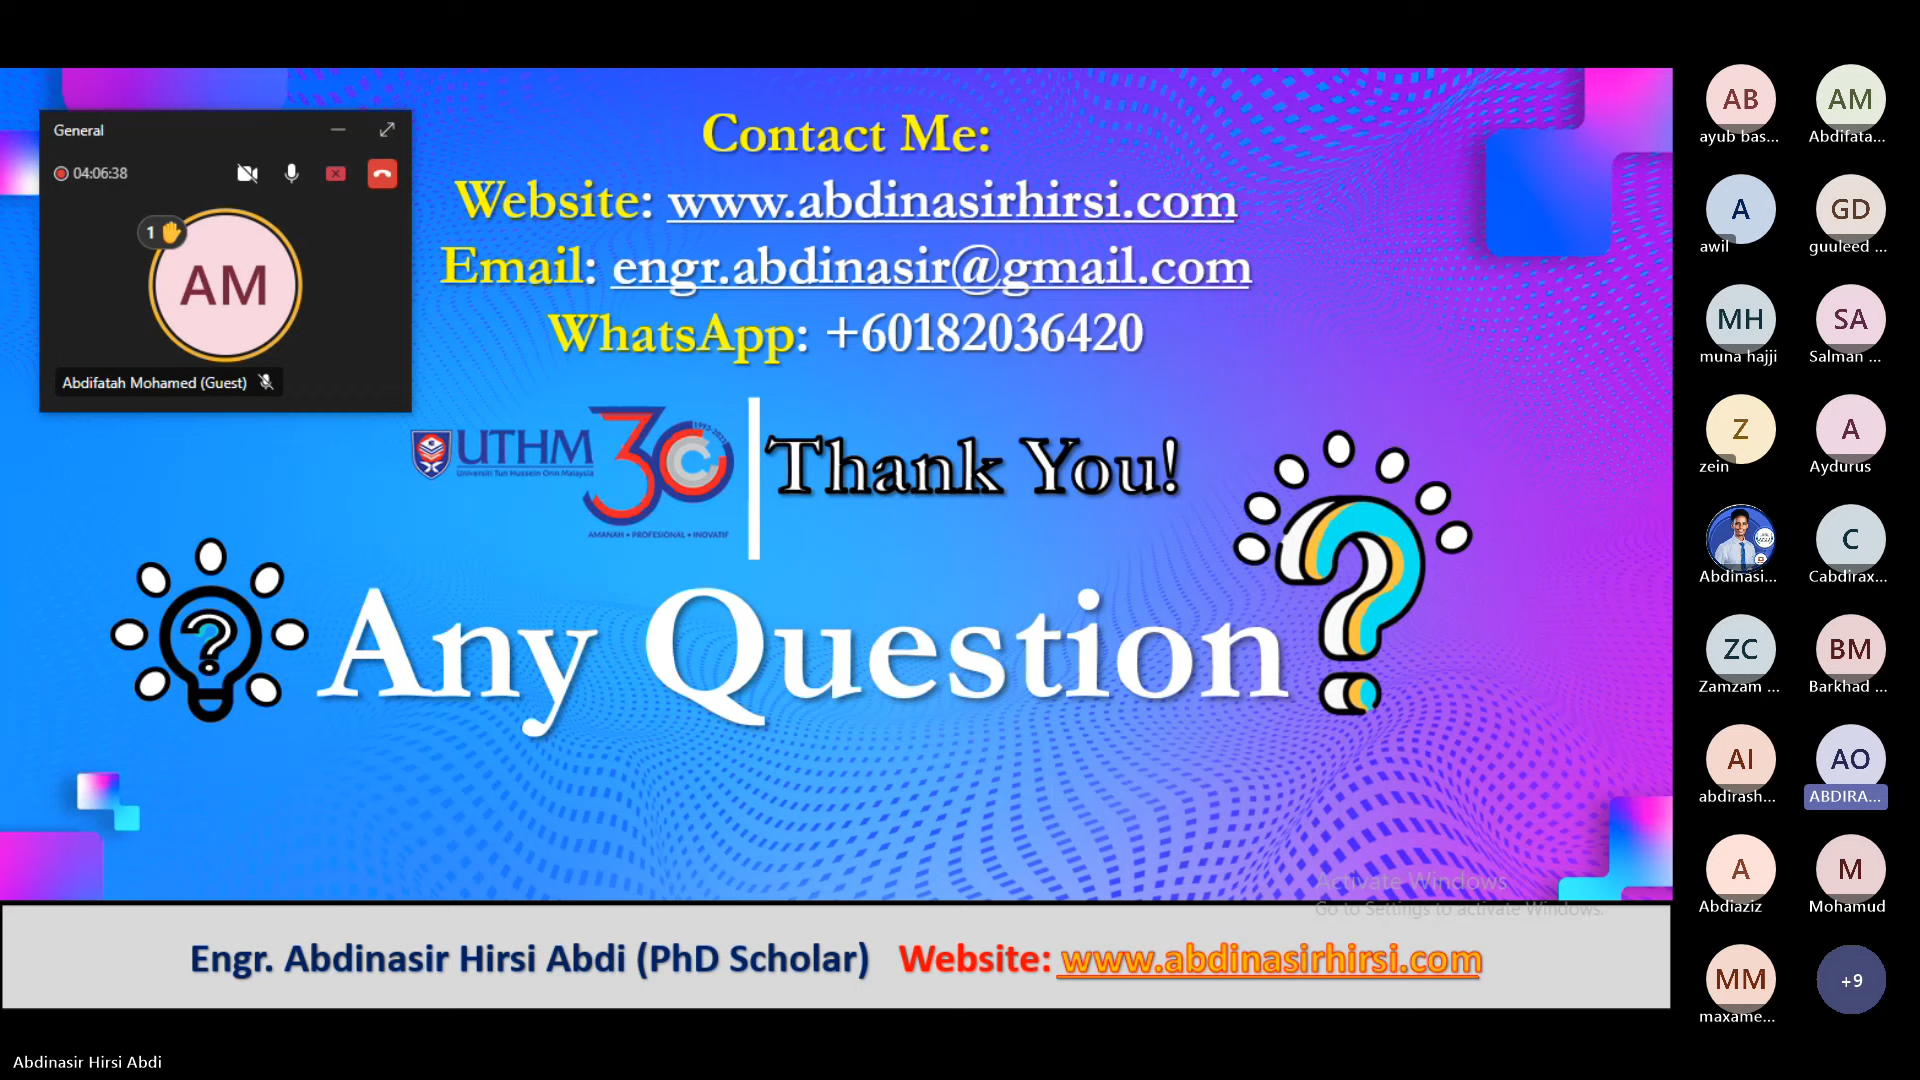 General
04:06:38
1
AM
Abdifatah Mohamed (Guest)
Contact Me:
Website: www.abdinasirhirsi.com
Email: engr.abdinasir@gmail.com
WhatsApp: +60182036420
UTHM
Universiti Tun Hussein Onn Malaysia
30
1993-2023
AMANAH • PROFESIONAL • INOVATIF
Thank You!
Any Question
Activate Windows
Go to Settings to activate Windows.
Engr. Abdinasir Hirsi Abdi (PhD Scholar) Website: www.abdinasirhirsi.com
Abdinasir Hirsi Abdi
AB
ayub bas...
AM
Abdifata...
A
awil
GD
guuleed ...
MH
muna hajji
SA
Salman ...
Z
zein
A
Aydurus
Abdinasi...
C
Cabdirax...
ZC
Zamzam ...
BM
Barkhad ...
AI
abdirash...
AO
ABDIRA...
A
Abdiaziz
M
Mohamud
MM
maxame...
+9